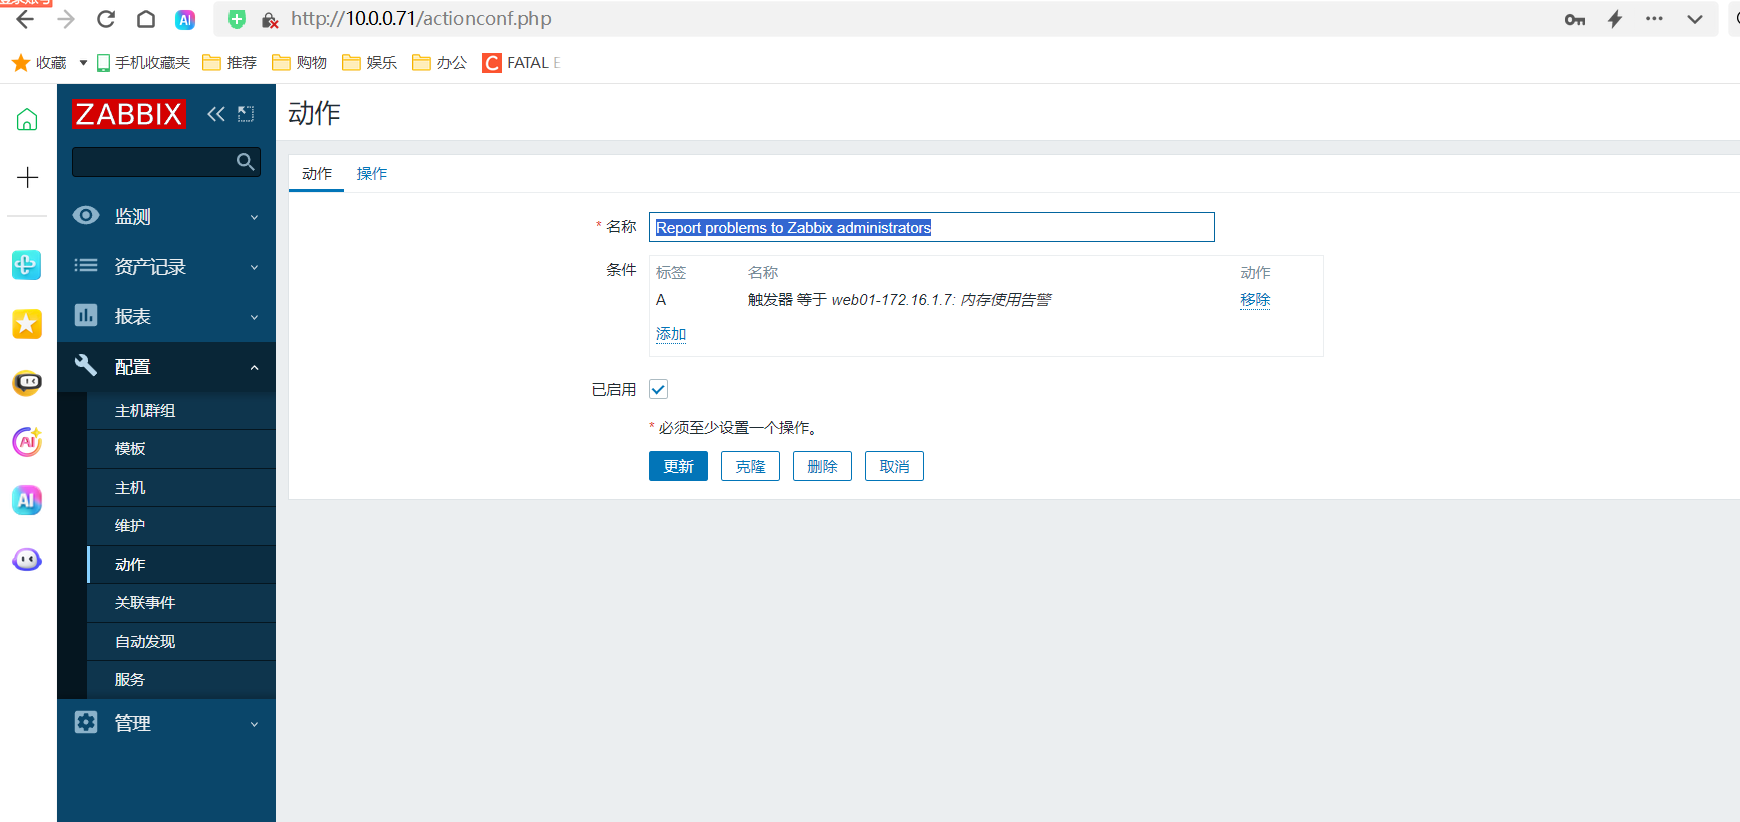 http://10.0.0.71/actionconf.php
收藏 手机收藏夹 推荐 购物 娱乐 办公 FATAL E
ZABBIX
动作
动作 操作
监测
资产记录
报表
配置
主机群组
模板
主机
维护
动作
关联事件
自动发现
服务
管理
* 名称 Report problems to Zabbix administrators
条件 标签 名称 动作
A 触发器 等于 web01-172.16.1.7: 内存使用告警 移除
添加
已启用
* 必须至少设置一个操作。
更新 克隆 删除 取消
AI
AI
AI